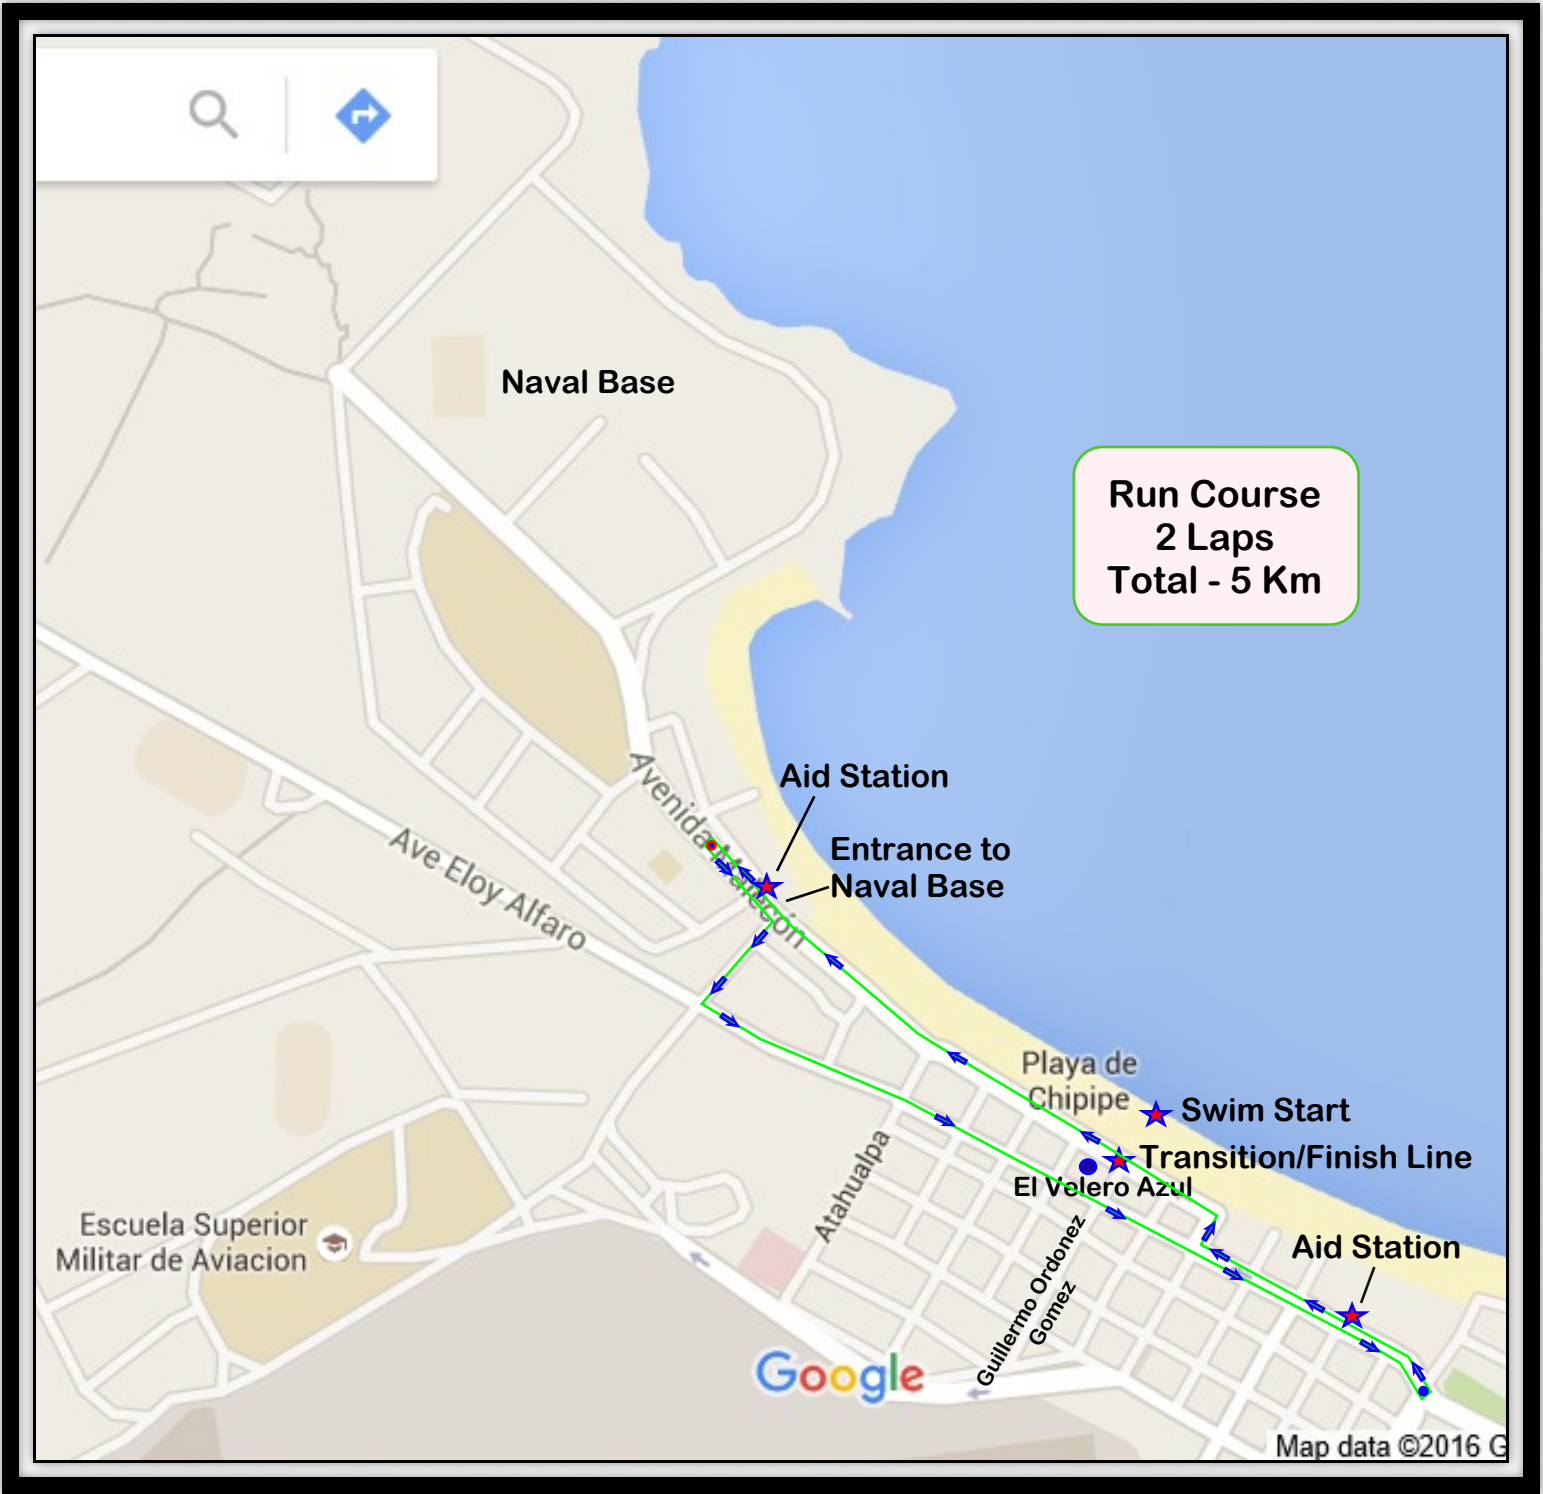 Naval Base
Run Course
2 Laps
Total - 5 Km
Aid Station
Avenida Malecón
Entrance to
Naval Base
Ave Eloy Alfaro
Playa de
Chipipe
Swim Start
Transition/Finish Line
El Velero Azul
Atahualpa
Escuela Superior
Militar de Aviacion
Guillermo Ordonez
Gomez
Aid Station
Google
Map data ©2016 G